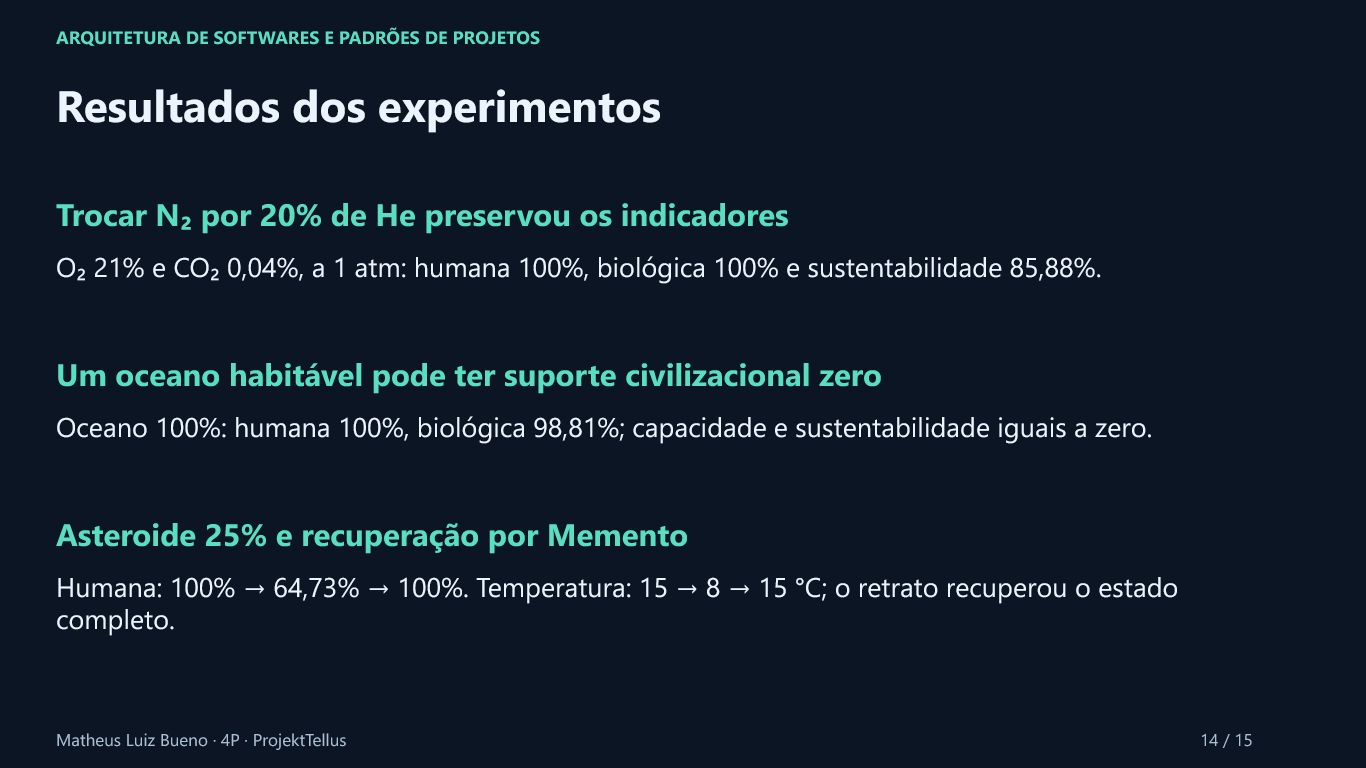 ARQUITETURA DE SOFTWARES E PADRÕES DE PROJETOS
Resultados dos experimentos
Trocar N₂ por 20% de He preservou os indicadores
O₂ 21% e CO₂ 0,04%, a 1 atm: humana 100%, biológica 100% e sustentabilidade 85,88%.
Um oceano habitável pode ter suporte civilizacional zero
Oceano 100%: humana 100%, biológica 98,81%; capacidade e sustentabilidade iguais a zero.
Asteroide 25% e recuperação por Memento
Humana: 100% → 64,73% → 100%. Temperatura: 15 → 8 → 15 °C; o retrato recuperou o estado
completo.
Matheus Luiz Bueno · 4P · ProjektTellus
14 / 15